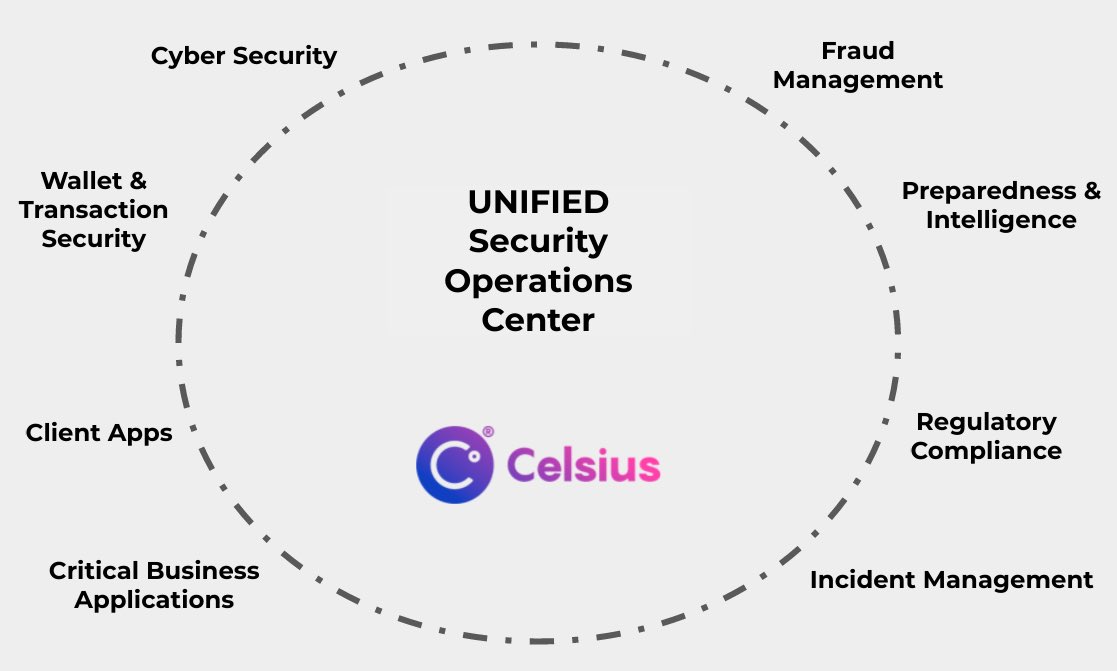 Cyber Security
Fraud
Management
Wallet &
Transaction
Security
UNIFIED
Security
Operations
Center
Preparedness &
Intelligence
Client Apps
Celsius®
Regulatory
Compliance
Critical Business
Applications
Incident Management